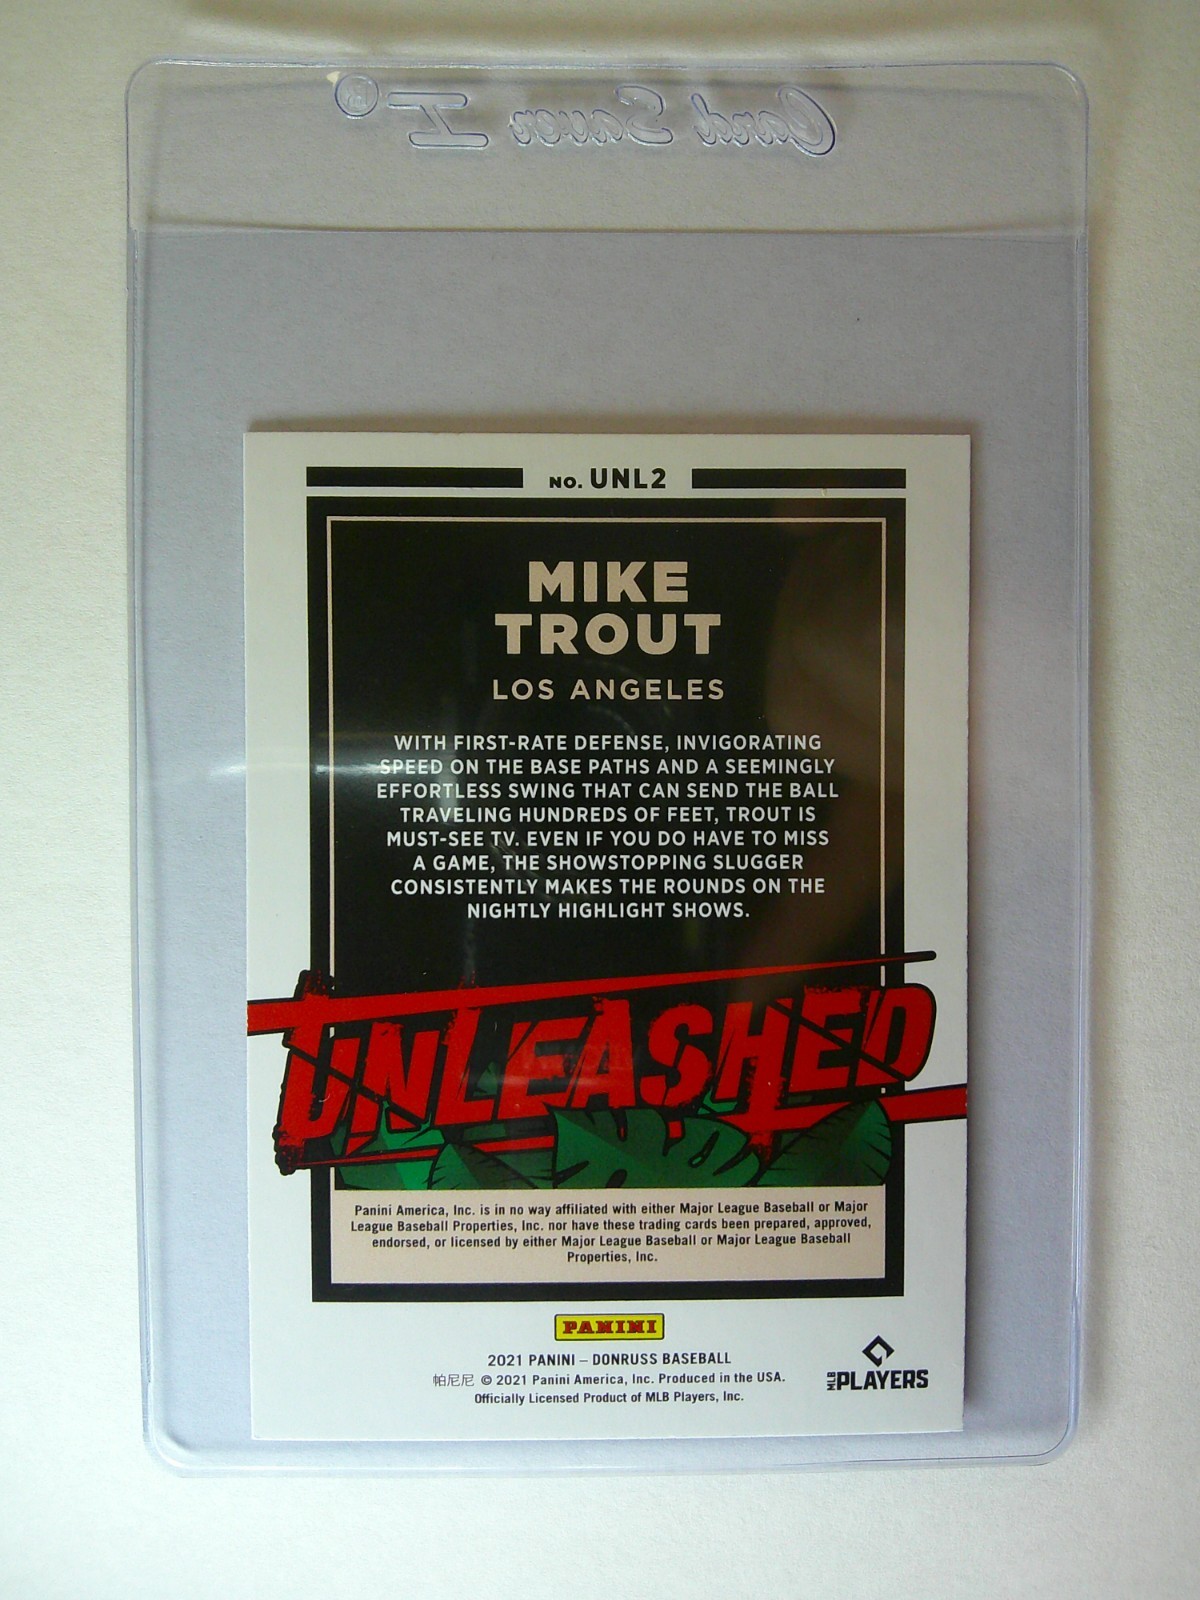 Card Saver I®
NO. UNL2
MIKE
TROUT
LOS ANGELES
WITH FIRST-RATE DEFENSE, INVIGORATING
SPEED ON THE BASE PATHS AND A SEEMINGLY
EFFORTLESS SWING THAT CAN SEND THE BALL
TRAVELING HUNDREDS OF FEET, TROUT IS
MUST-SEE TV. EVEN IF YOU DO HAVE TO MISS
A GAME, THE SHOWSTOPPING SLUGGER
CONSISTENTLY MAKES THE ROUNDS ON THE
NIGHTLY HIGHLIGHT SHOWS.
UNLEASHED
Panini America, Inc. is in no way affiliated with either Major League Baseball or Major
League Baseball Properties, Inc. nor have these trading cards been prepared, approved,
endorsed, or licensed by either Major League Baseball or Major League Baseball
Properties, Inc.
PANINI
2021 PANINI – DONRUSS BASEBALL
帕尼尼 © 2021 Panini America, Inc. Produced in the USA.
Officially Licensed Product of MLB Players, Inc.
MLB PLAYERS